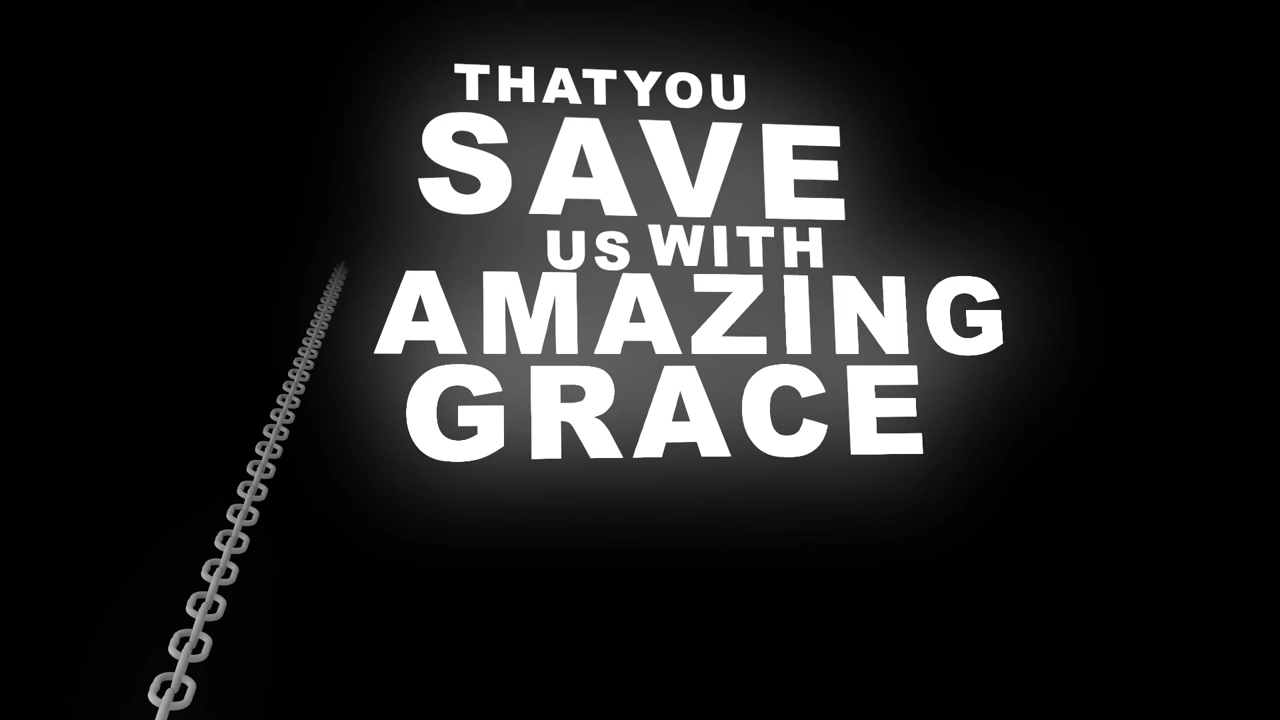 THAT YOU
SAVE
US WITH
AMAZING
GRACE